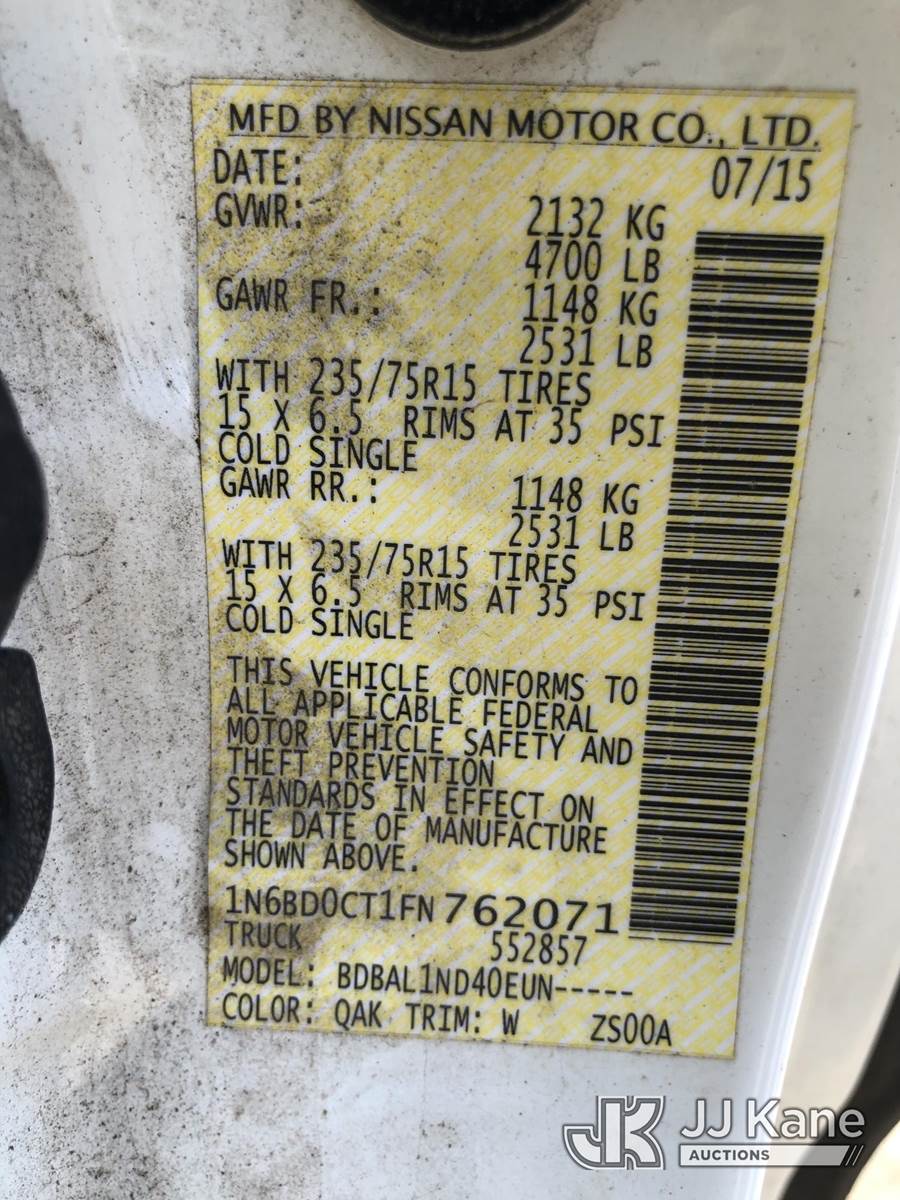 MFD BY NISSAN MOTOR CO., LTD.
DATE: 07/15
GVWR: 2132 KG
4700 LB
GAWR FR.: 1148 KG
2531 LB
WITH 235/75R15 TIRES
15 X 6.5 RIMS AT 35 PSI
COLD SINGLE
GAWR RR.: 1148 KG
2531 LB
WITH 235/75R15 TIRES
15 X 6.5 RIMS AT 35 PSI
COLD SINGLE
THIS VEHICLE CONFORMS TO
ALL APPLICABLE FEDERAL
MOTOR VEHICLE SAFETY AND
THEFT PREVENTION
STANDARDS IN EFFECT ON
THE DATE OF MANUFACTURE
SHOWN ABOVE.
1N6BD0CT1FN762071
TRUCK 552857
MODEL: BDBAL1ND40EUN-----
COLOR: QAK TRIM: W ZS00A
JK JJ Kane
AUCTIONS